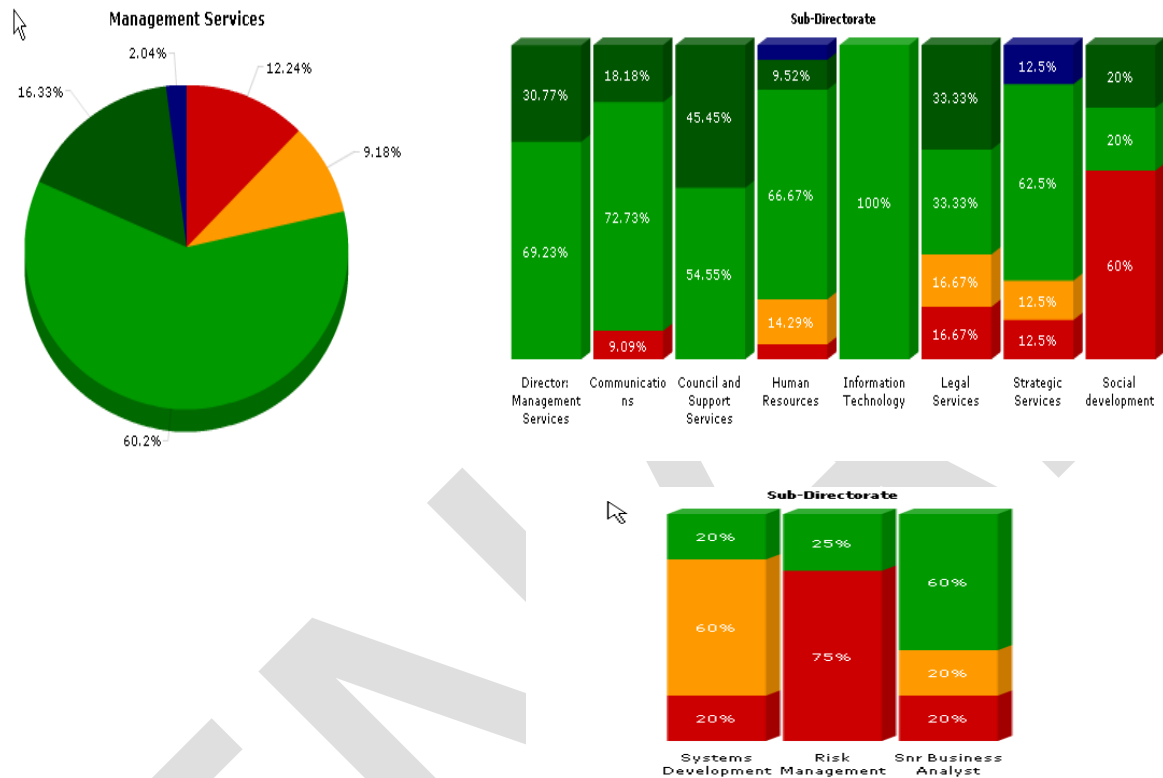 Management Services
2.04%
12.24%
16.33%
9.18%
60.2%
Sub-Directorate
30.77%
69.23%
18.18%
72.73%
9.09%
45.45%
54.55%
9.52%
66.67%
14.29%
100%
33.33%
33.33%
16.67%
16.67%
12.5%
62.5%
12.5%
12.5%
20%
20%
60%
Director:
Management
Services
Communicatio
ns
Council and
Support
Services
Human
Resources
Information
Technology
Legal
Services
Strategic
Services
Social
development
Sub-Directorate
20%
60%
20%
25%
75%
60%
20%
20%
Systems
Development
Risk
Management
Snr Business
Analyst